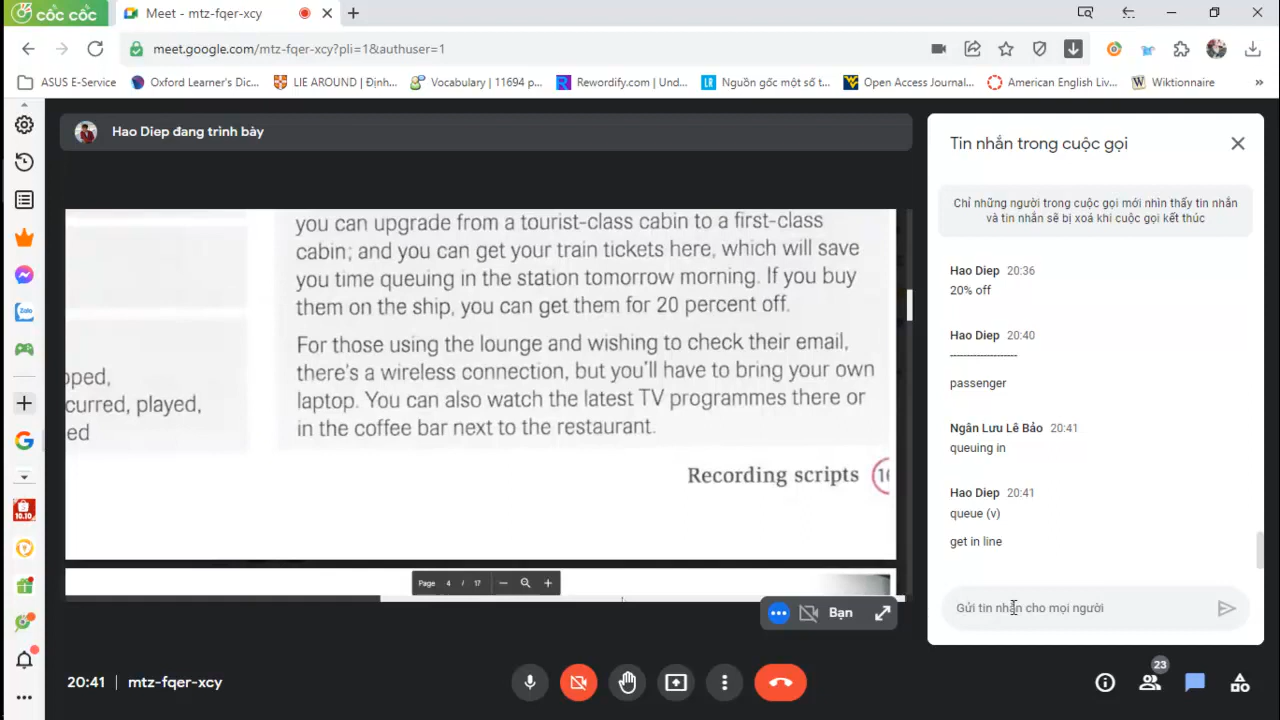 cốc cốc
Meet - mtz-fqer-xcy
meet.google.com/mtz-fqer-xcy?pli=1&authuser=1
ASUS E-Service
Oxford Learner's Dic...
LIE AROUND | Định...
Vocabulary | 11694 p...
Rewordify.com | Und...
Nguồn gốc một số t...
Open Access Journal...
American English Liv...
Wiktionnaire
»
Hao Diep đang trình bày
you can upgrade from a tourist-class cabin to a first-class
cabin; and you can get your train tickets here, which will save
you time queuing in the station tomorrow morning. If you buy
them on the ship, you can get them for 20 percent off.
For those using the lounge and wishing to check their email,
there's a wireless connection, but you'll have to bring your own
laptop. You can also watch the latest TV programmes there or
in the coffee bar next to the restaurant.
pped,
curred, played,
ed
Recording scripts
Page 4 / 17
Bạn
Tin nhắn trong cuộc gọi
Chỉ những người trong cuộc gọi mới nhìn thấy tin nhắn
và tin nhắn sẽ bị xoá khi cuộc gọi kết thúc
Hao Diep 20:36
20% off
Hao Diep 20:40
--------------------
passenger
Ngân Lưu Lê Bảo 20:41
queuing in
Hao Diep 20:41
queue (v)
get in line
Gửi tin nhắn cho mọi người
Zalo
10.10
20:41 | mtz-fqer-xcy
23